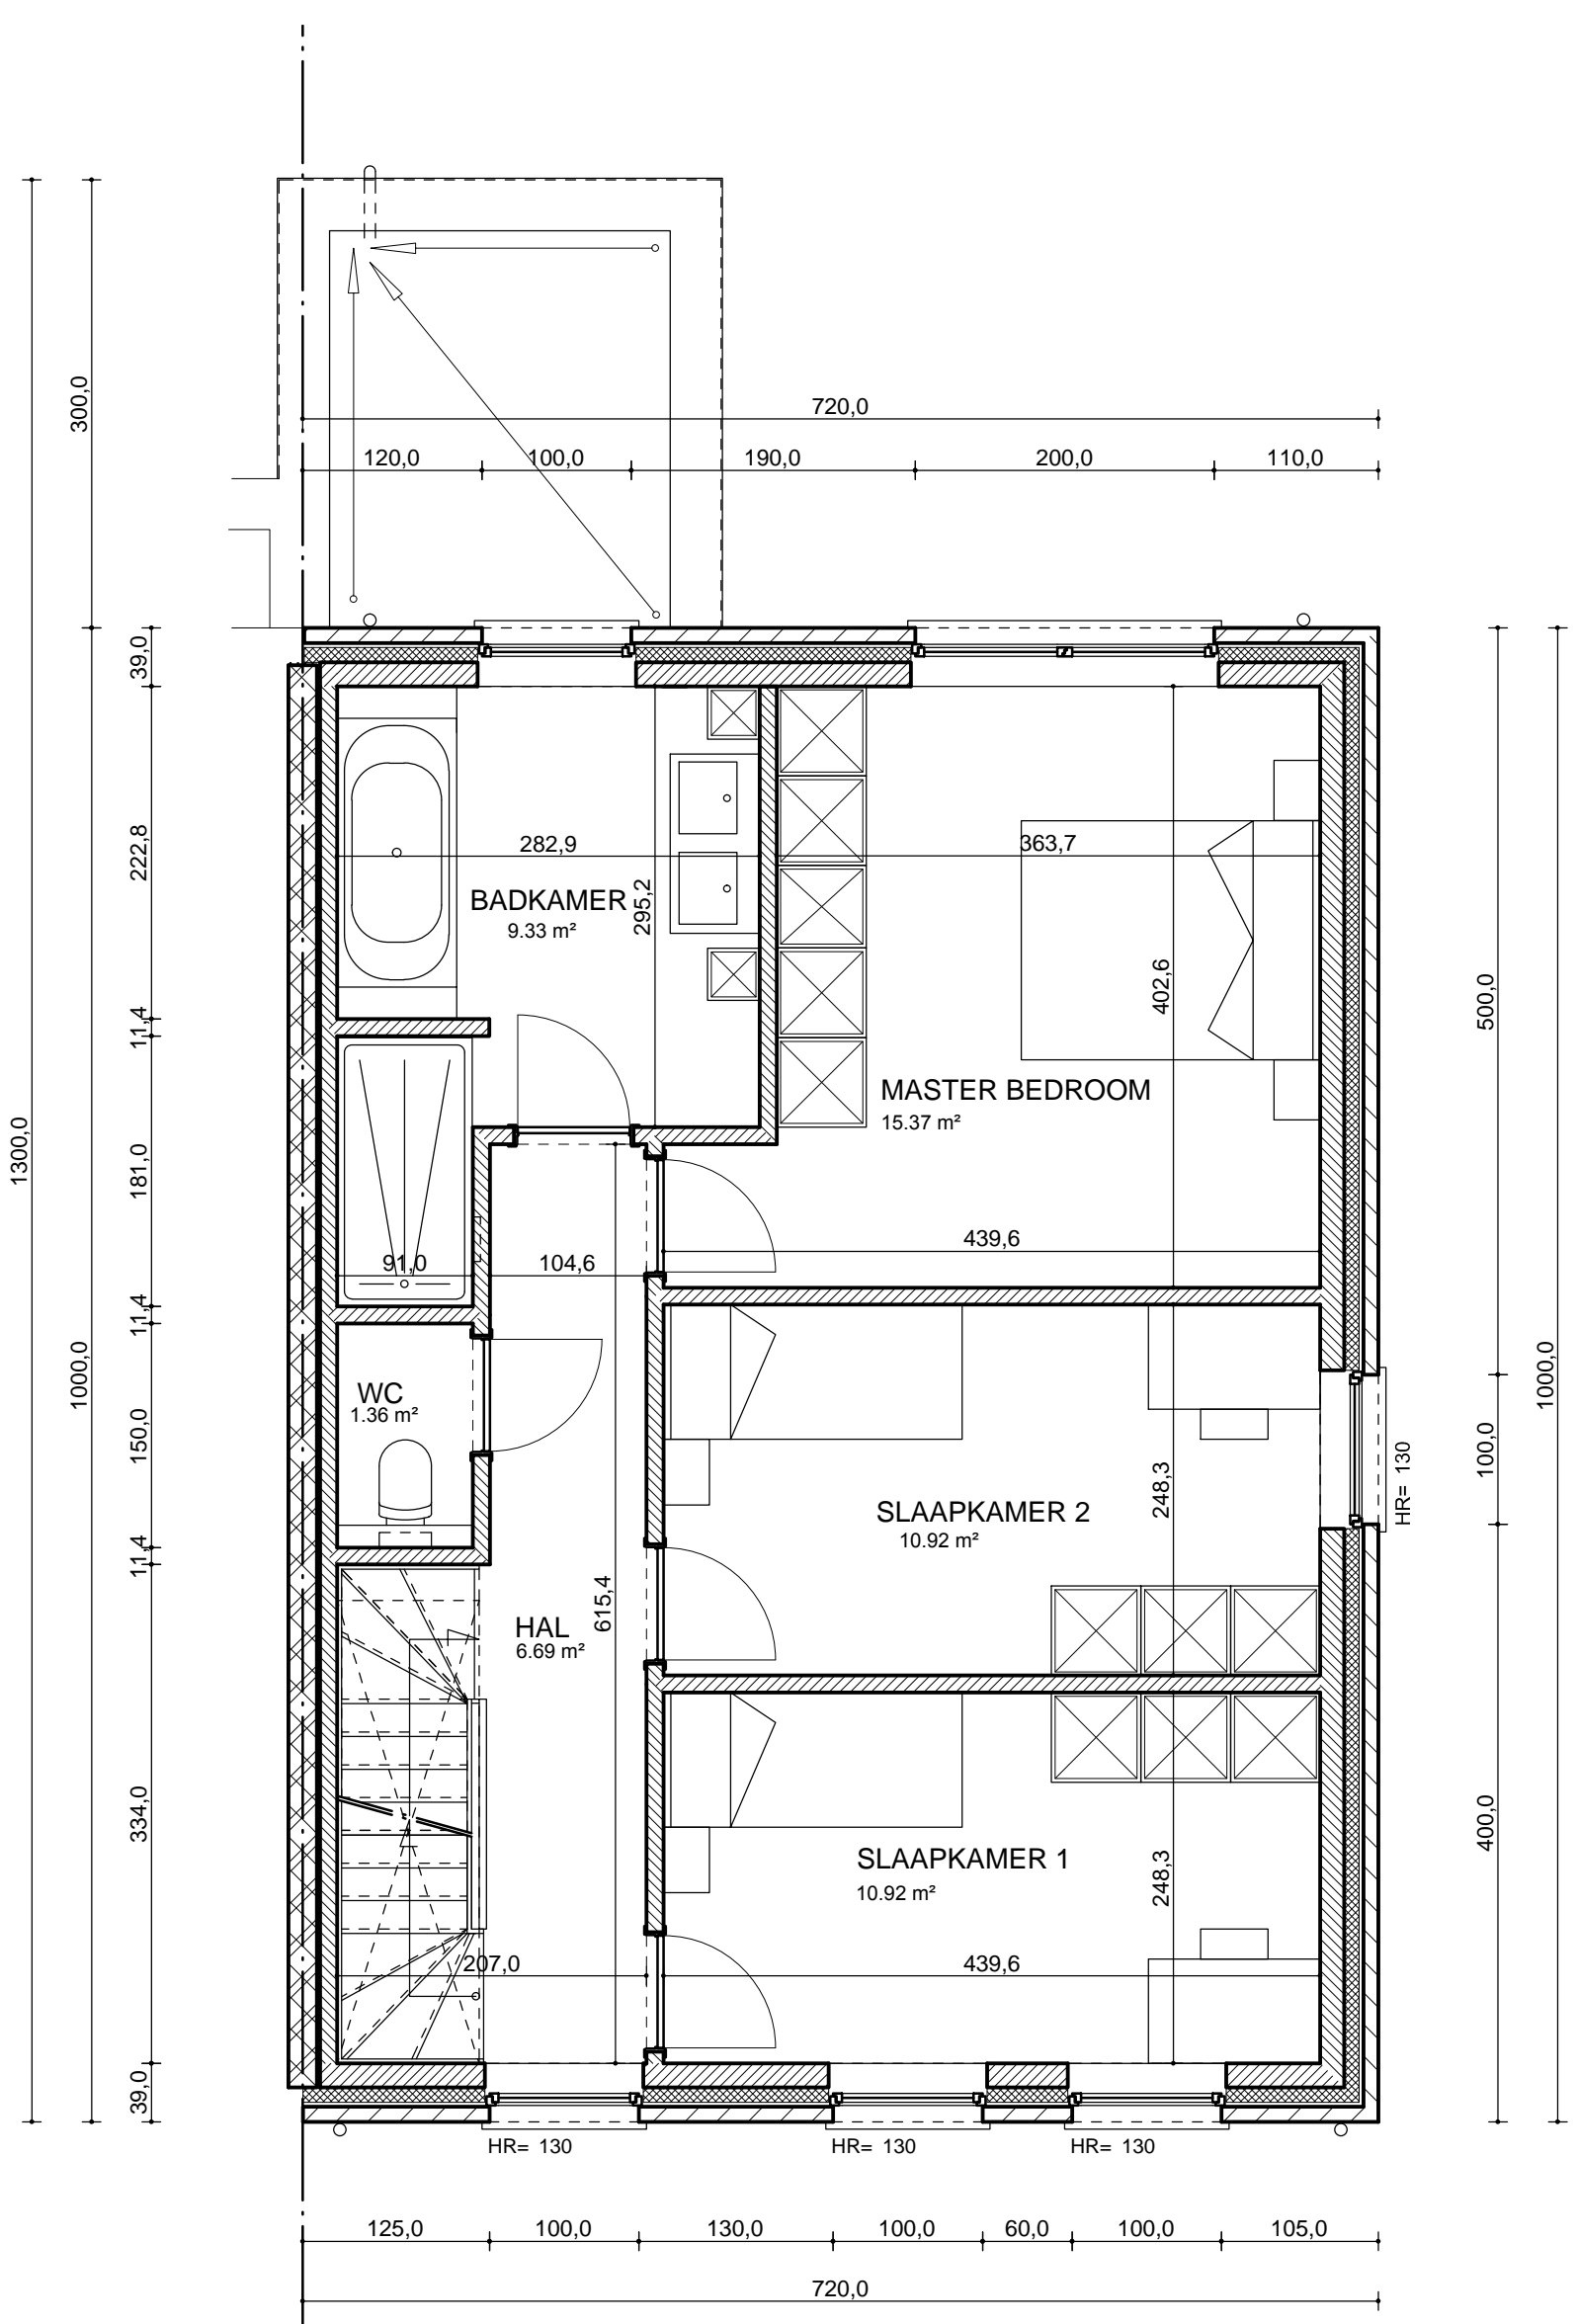 300,0
720,0
120,0 100,0 190,0 200,0 110,0
39,0
222,8
282,9
363,7
BADKAMER
9.33 m²
295,2
402,6
500,0
11,4
MASTER BEDROOM
15.37 m²
1300,0
181,0
91,0
104,6
439,6
11,4
1000,0
1000,0
WC
1.36 m²
150,0
100,0
HR= 130
248,3
SLAAPKAMER 2
10.92 m²
11,4
615,4
HAL
6.69 m²
334,0
400,0
SLAAPKAMER 1
10.92 m²
248,3
207,0
439,6
39,0
HR= 130
HR= 130
HR= 130
125,0 100,0 130,0 100,0 60,0 100,0 105,0
720,0